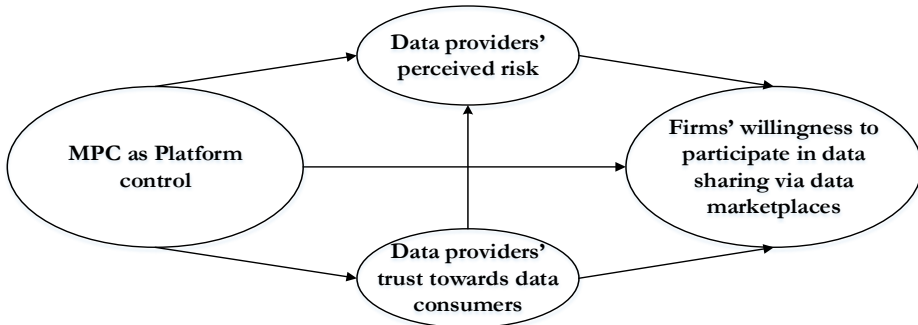 Data providers'
perceived risk
MPC as Platform
control
Firms' willingness to
participate in data
sharing via data
marketplaces
Data providers'
trust towards data
consumers